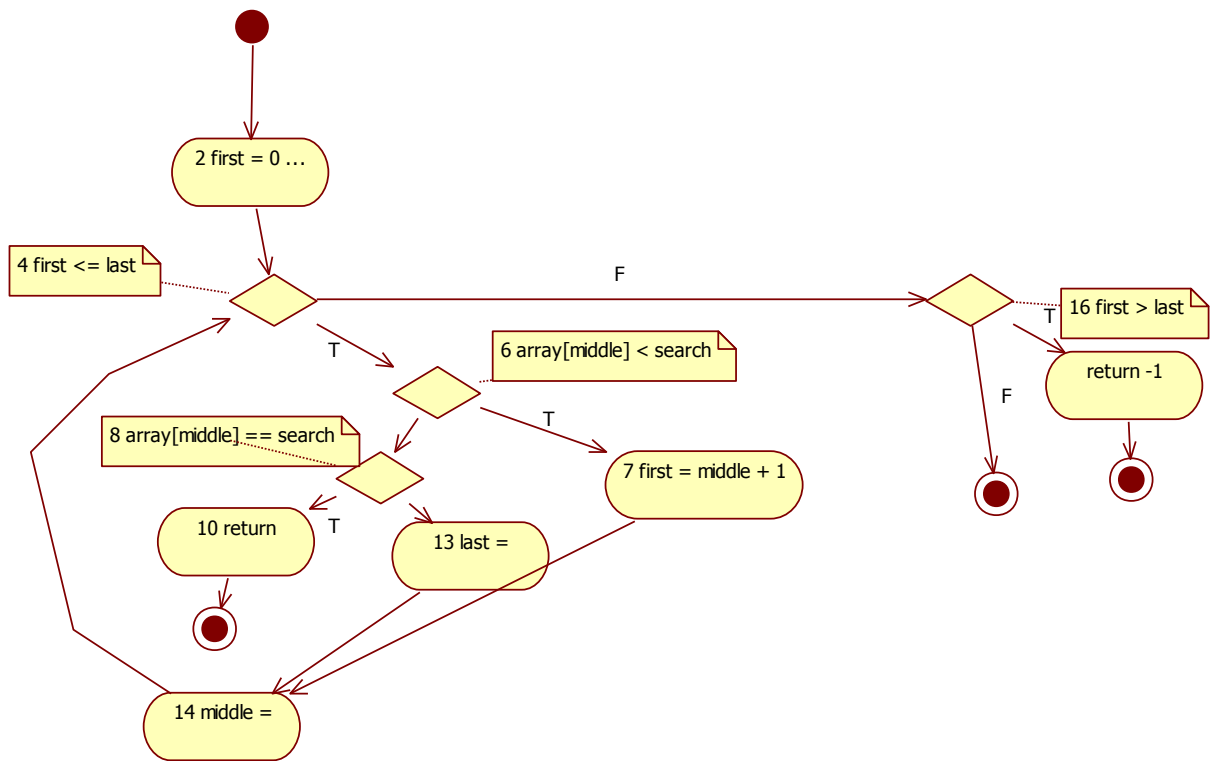 2 first = 0 ...
4 first <= last
F
16 first > last
T
T
6 array[middle] < search
return -1
F
T
8 array[middle] == search
7 first = middle + 1
10 return
T
13 last =
14 middle =